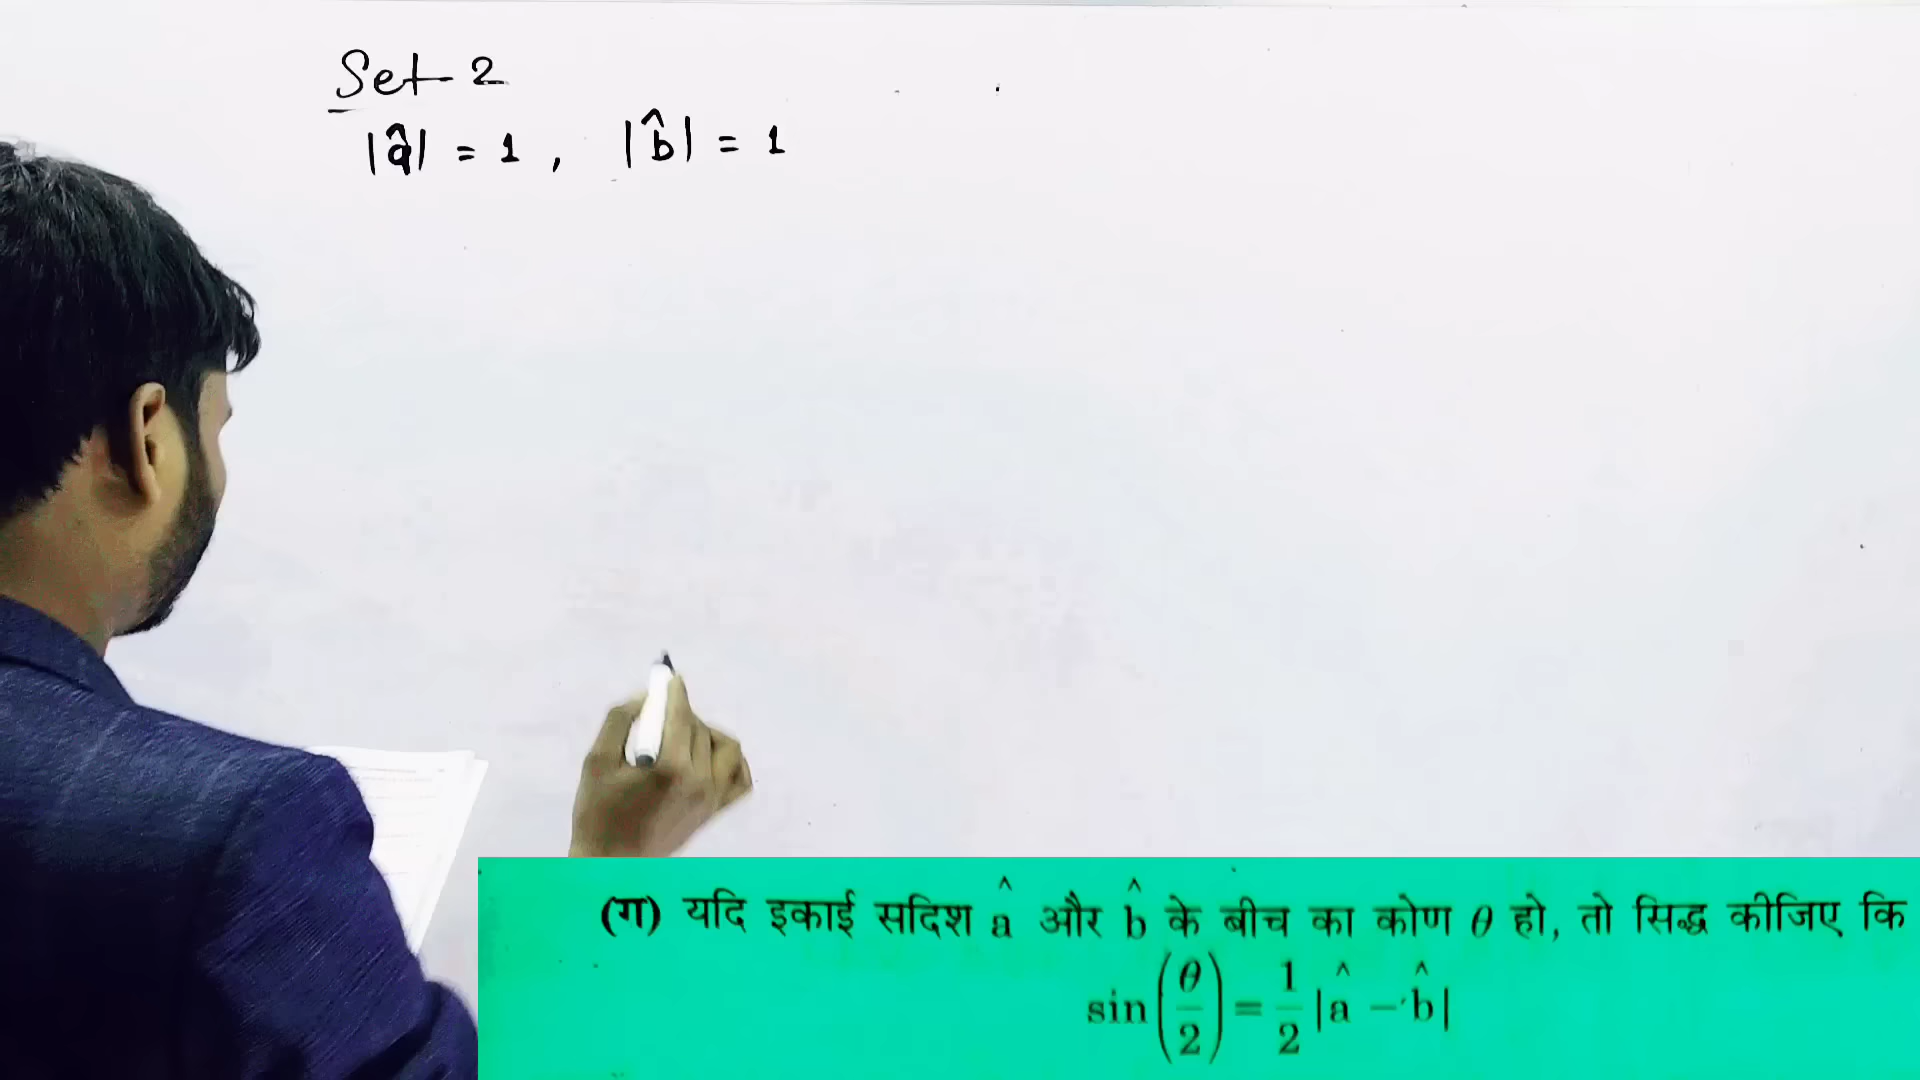 Set-2
|â| = 1 , |b̂| = 1
(ग) यदि इकाई सदिश â और b̂ के बीच का कोण θ हो, तो सिद्ध कीजिए कि
sin(θ/2) = 1/2 |â - b̂|